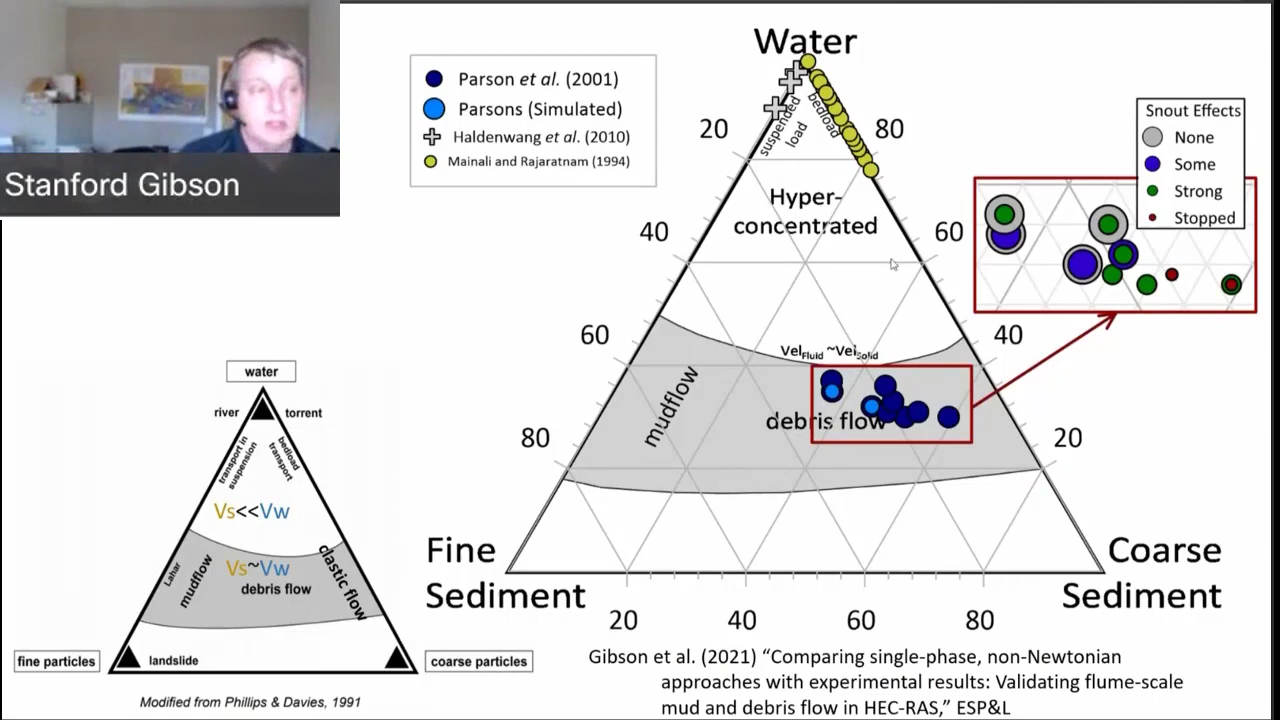 Stanford Gibson
Water
Parson et al. (2001)
Parsons (Simulated)
Haldenwang et al. (2010)
Mainali and Rajaratnam (1994)
suspended
load
bedload
20
80
Snout Effects
None
Some
Strong
Stopped
Hyper-
concentrated
40
60
60
40
VelFluid ~VelSolid
mudflow
debris flow
80
20
Fine
Sediment
Coarse
Sediment
20
40
60
80
water
river
torrent
transport in
suspension
bedload
transport
Vs<<Vw
Lahar
mudflow
Vs~Vw
debris flow
clastic flow
fine particles
landslide
coarse particles
Modified from Phillips & Davies, 1991
Gibson et al. (2021) “Comparing single-phase, non-Newtonian
approaches with experimental results: Validating flume-scale
mud and debris flow in HEC-RAS,” ESP&L